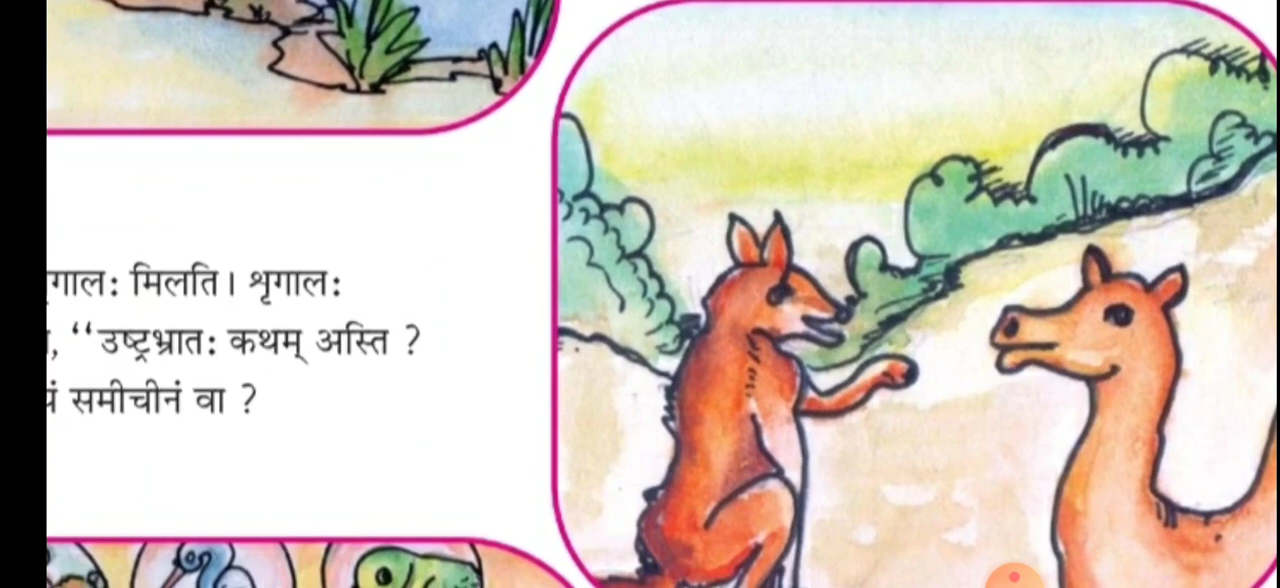 शृगालः मिलति। शृगालः
, “उष्ट्रभ्रातः कथम् अस्ति ?
समीचीनं वा ?